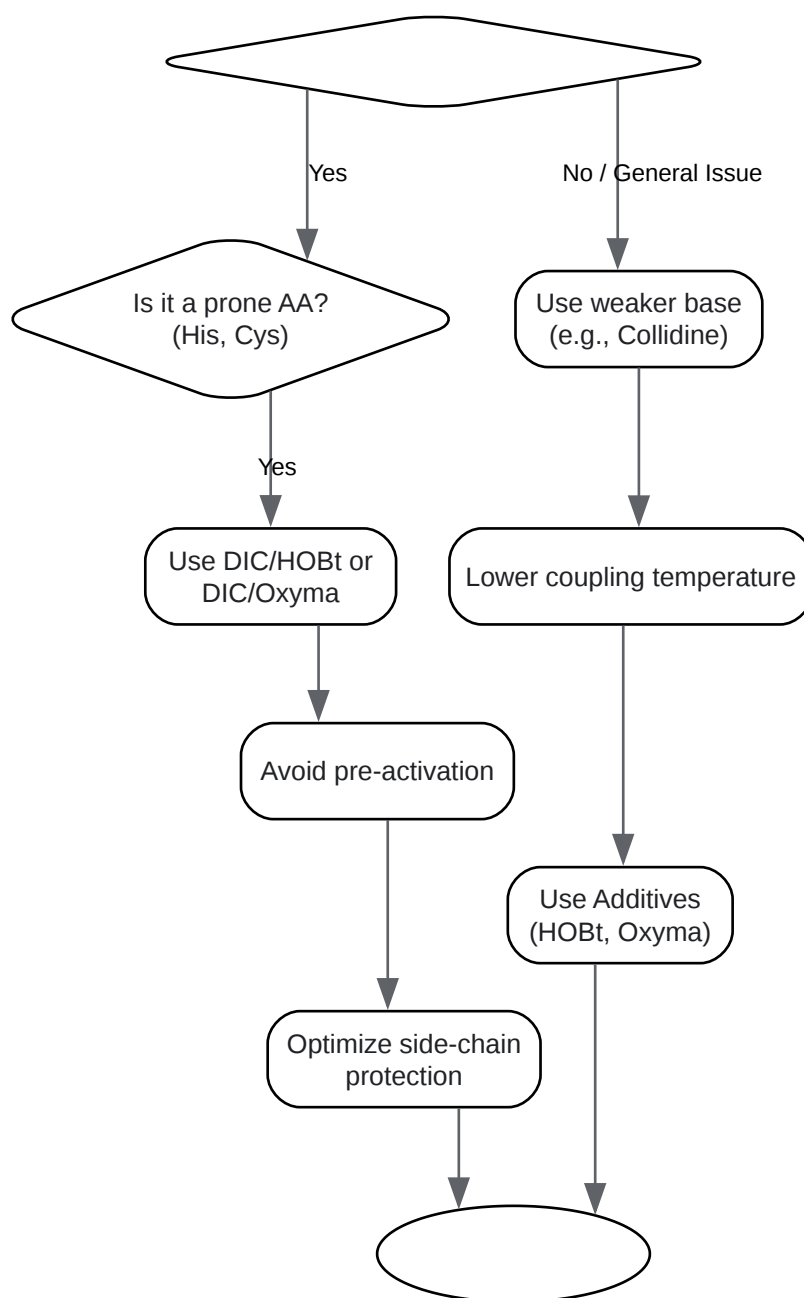 Yes
No / General Issue
Is it a prone AA?
(His, Cys)
Use weaker base
(e.g., Collidine)
Yes
Use DIC/HOBt or
DIC/Oxyma
Lower coupling temperature
Avoid pre-activation
Use Additives
(HOBt, Oxyma)
Optimize side-chain
protection